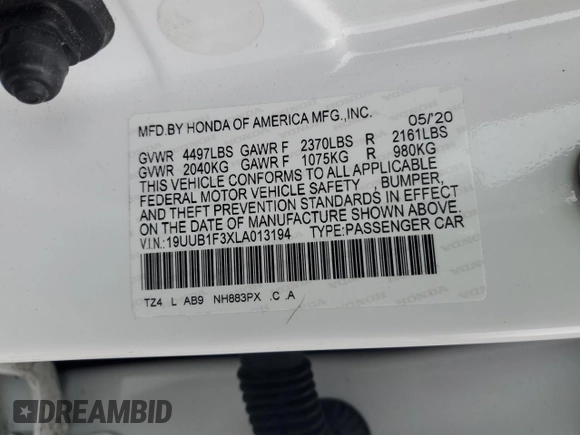 MFD.BY HONDA OF AMERICA MFG.,INC. 05/'20
GVWR 4497LBS GAWR F 2370LBS R 2161LBS
GVWR 2040KG GAWR F 1075KG R 980KG
THIS VEHICLE CONFORMS TO ALL APPLICABLE
FEDERAL MOTOR VEHICLE SAFETY , BUMPER,
AND THEFT PREVENTION STANDARDS IN EFFECT
ON THE DATE OF MANUFACTURE SHOWN ABOVE.
V.I.N.:19UUB1F3XLA013194 TYPE:PASSENGER CAR
TZ4 L AB9 NH883PX .C .A
DREAMBID